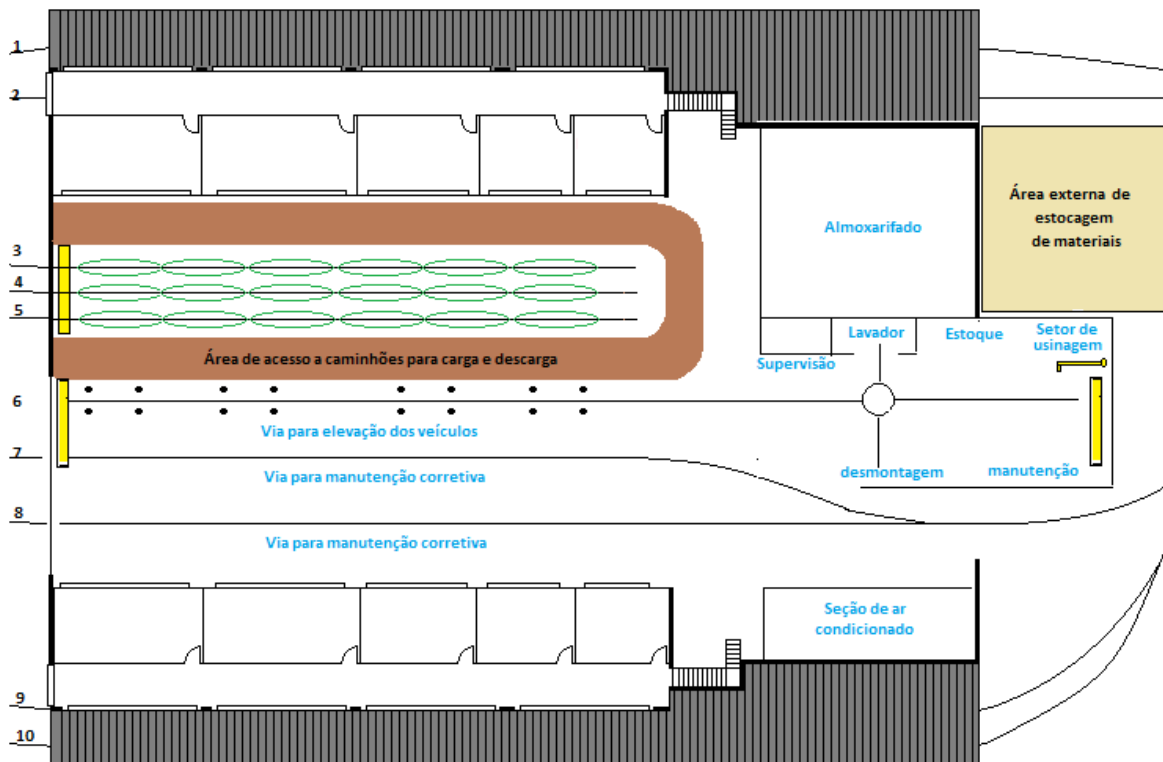 1
2
Área externa de
estocagem
de materiais
Almoxarifado
3
4
5
Lavador
Estoque
Setor de
usinagem
Área de acesso a caminhões para carga e descarga
Supervisão
6
Via para elevação dos veículos
7
Via para manutenção corretiva
desmontagem
manutenção
8
Via para manutenção corretiva
Seção de ar
condicionado
9
10